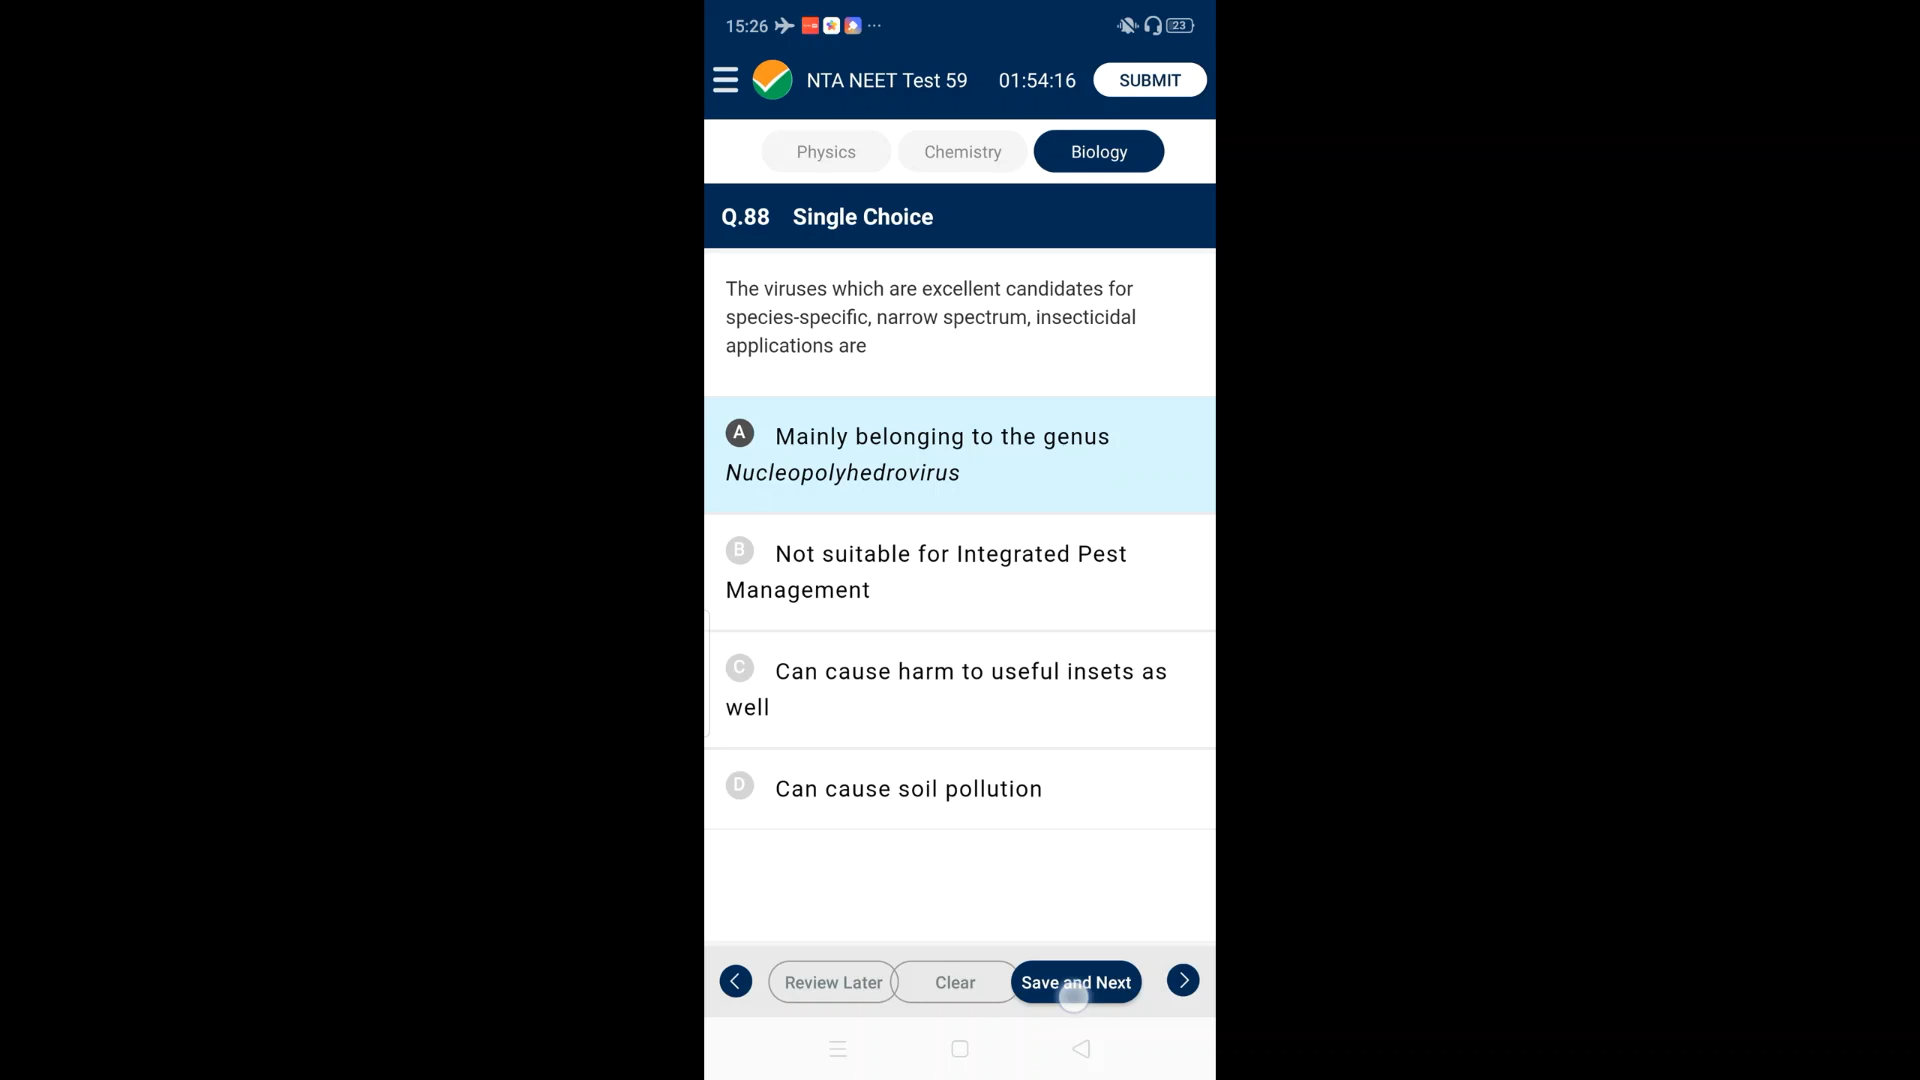 15:26 23
NTA NEET Test 59 01:54:16 SUBMIT
Physics Chemistry Biology
Q.88 Single Choice
The viruses which are excellent candidates for
species-specific, narrow spectrum, insecticidal
applications are
A Mainly belonging to the genus
Nucleopolyhedrovirus
B Not suitable for Integrated Pest
Management
C Can cause harm to useful insets as
well
D Can cause soil pollution
Review Later Clear Save and Next